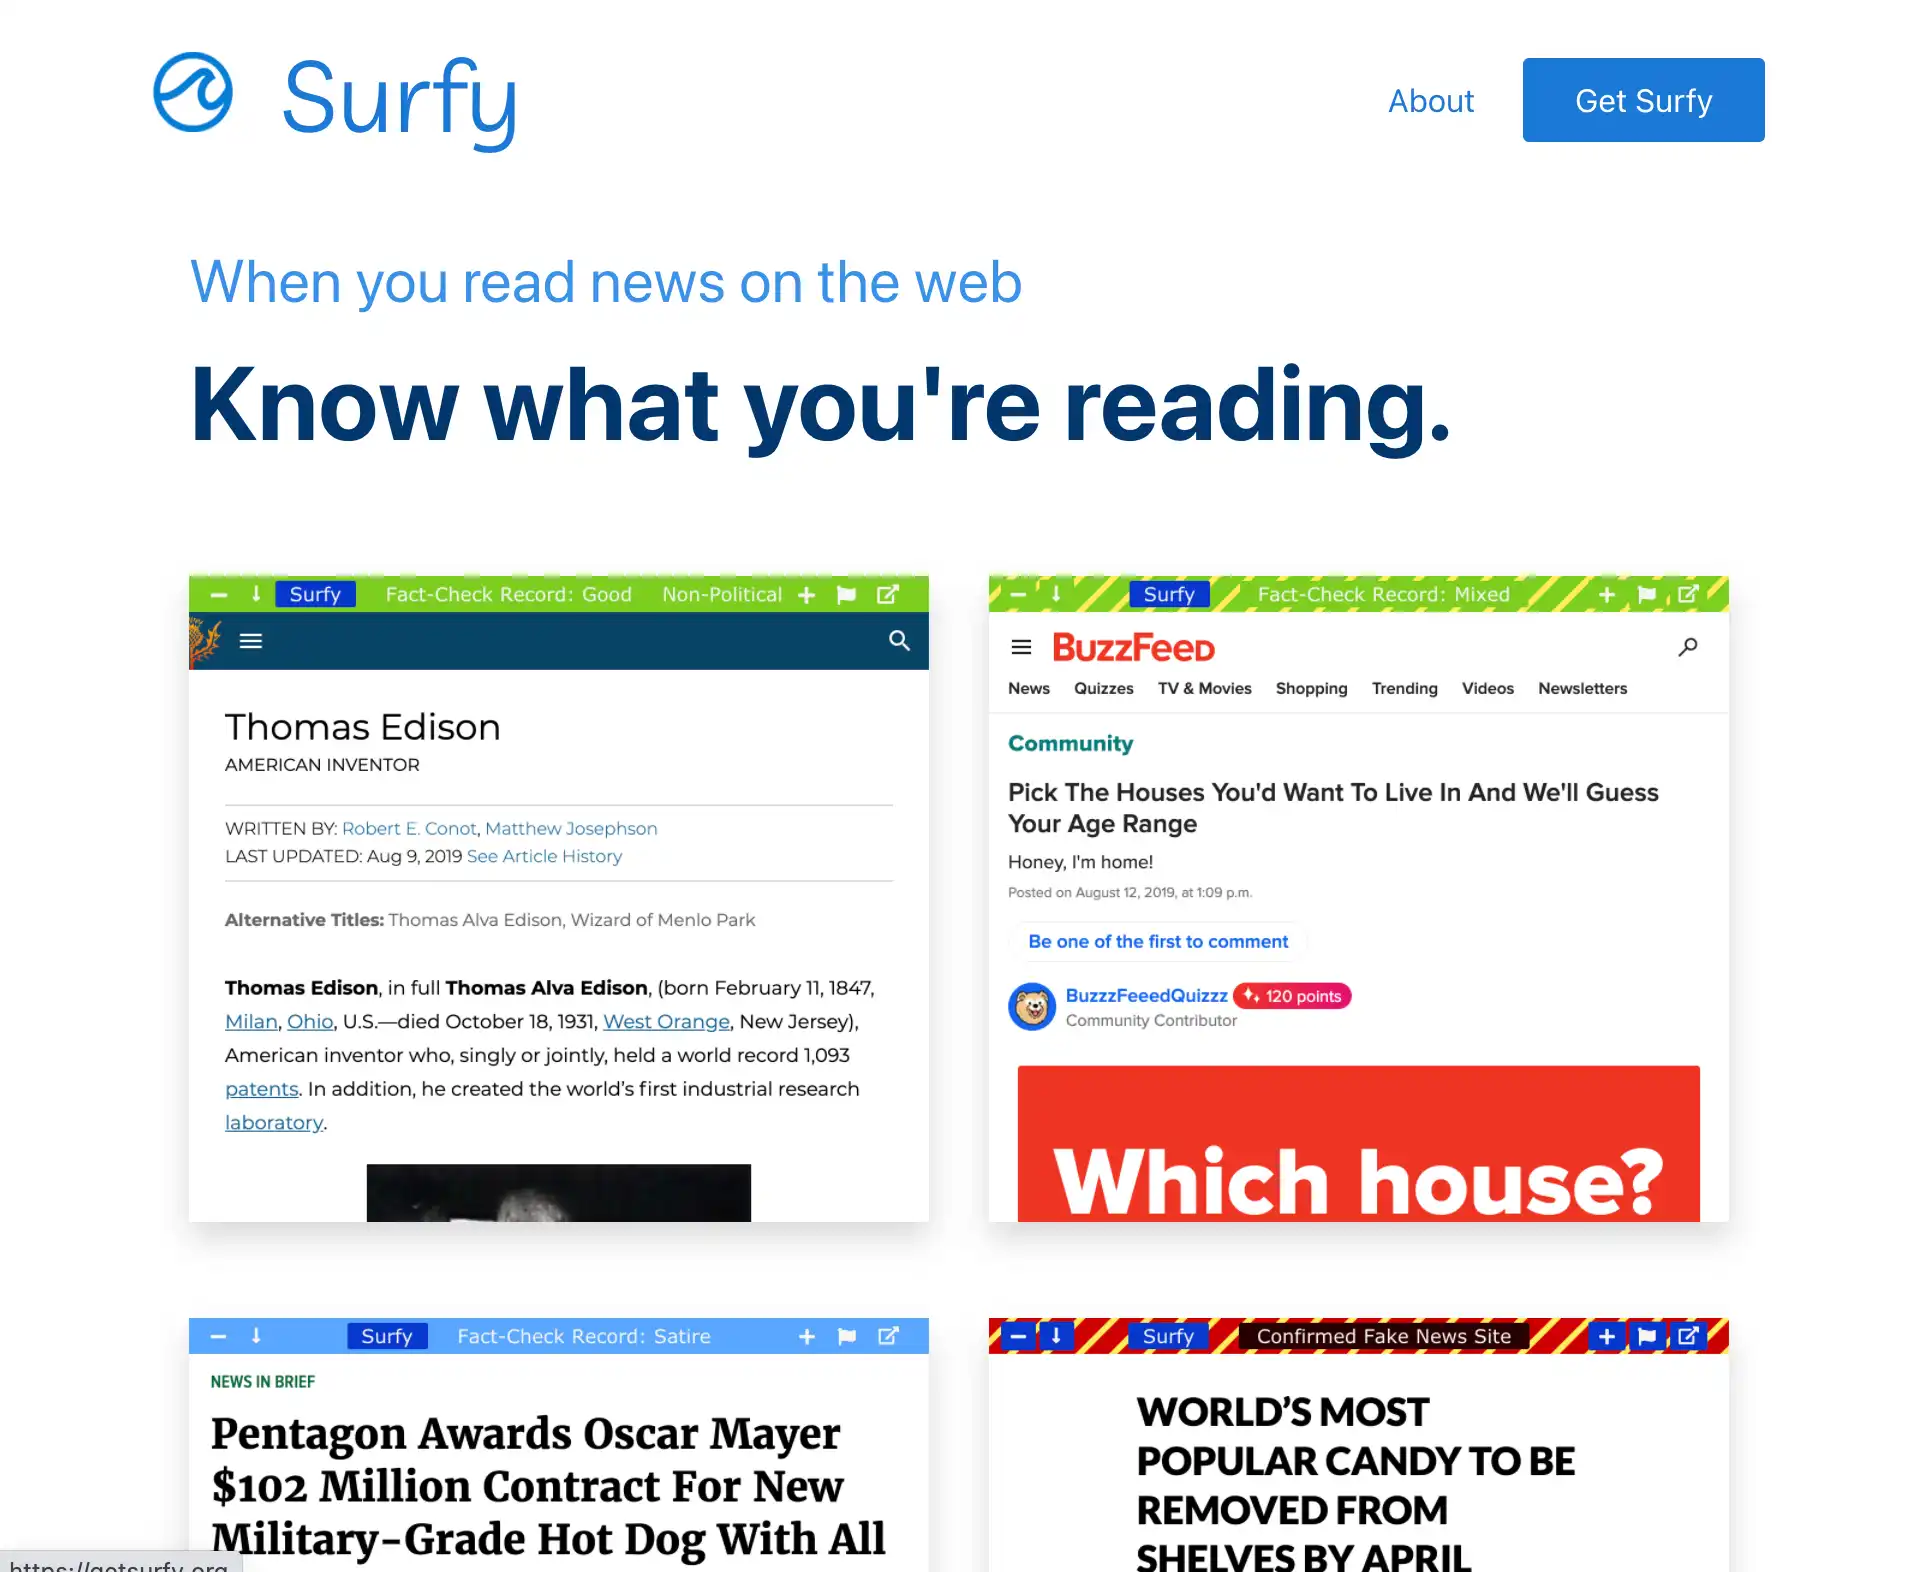 Surfy
About
Get Surfy
When you read news on the web
Know what you're reading.
Surfy Fact-Check Record: Good Non-Political
Thomas Edison
AMERICAN INVENTOR
WRITTEN BY: Robert E. Conot, Matthew Josephson
LAST UPDATED: Aug 9, 2019 See Article History
Alternative Titles: Thomas Alva Edison, Wizard of Menlo Park
Thomas Edison, in full Thomas Alva Edison, (born February 11, 1847,
Milan, Ohio, U.S.—died October 18, 1931, West Orange, New Jersey),
American inventor who, singly or jointly, held a world record 1,093
patents. In addition, he created the world's first industrial research
laboratory.
Surfy Fact-Check Record: Mixed
BuzzFeed
News Quizzes TV & Movies Shopping Trending Videos Newsletters
Community
Pick The Houses You'd Want To Live In And We'll Guess
Your Age Range
Honey, I'm home!
Posted on August 12, 2019, at 1:09 p.m.
Be one of the first to comment
BuzzzFeeedQuizzz 120 points
Community Contributor
Which house?
Surfy Fact-Check Record: Satire
NEWS IN BRIEF
Pentagon Awards Oscar Mayer
$102 Million Contract For New
Military-Grade Hot Dog With All
Surfy Confirmed Fake News Site
WORLD'S MOST
POPULAR CANDY TO BE
REMOVED FROM
SHELVES BY APRIL
https://getsurfy.org